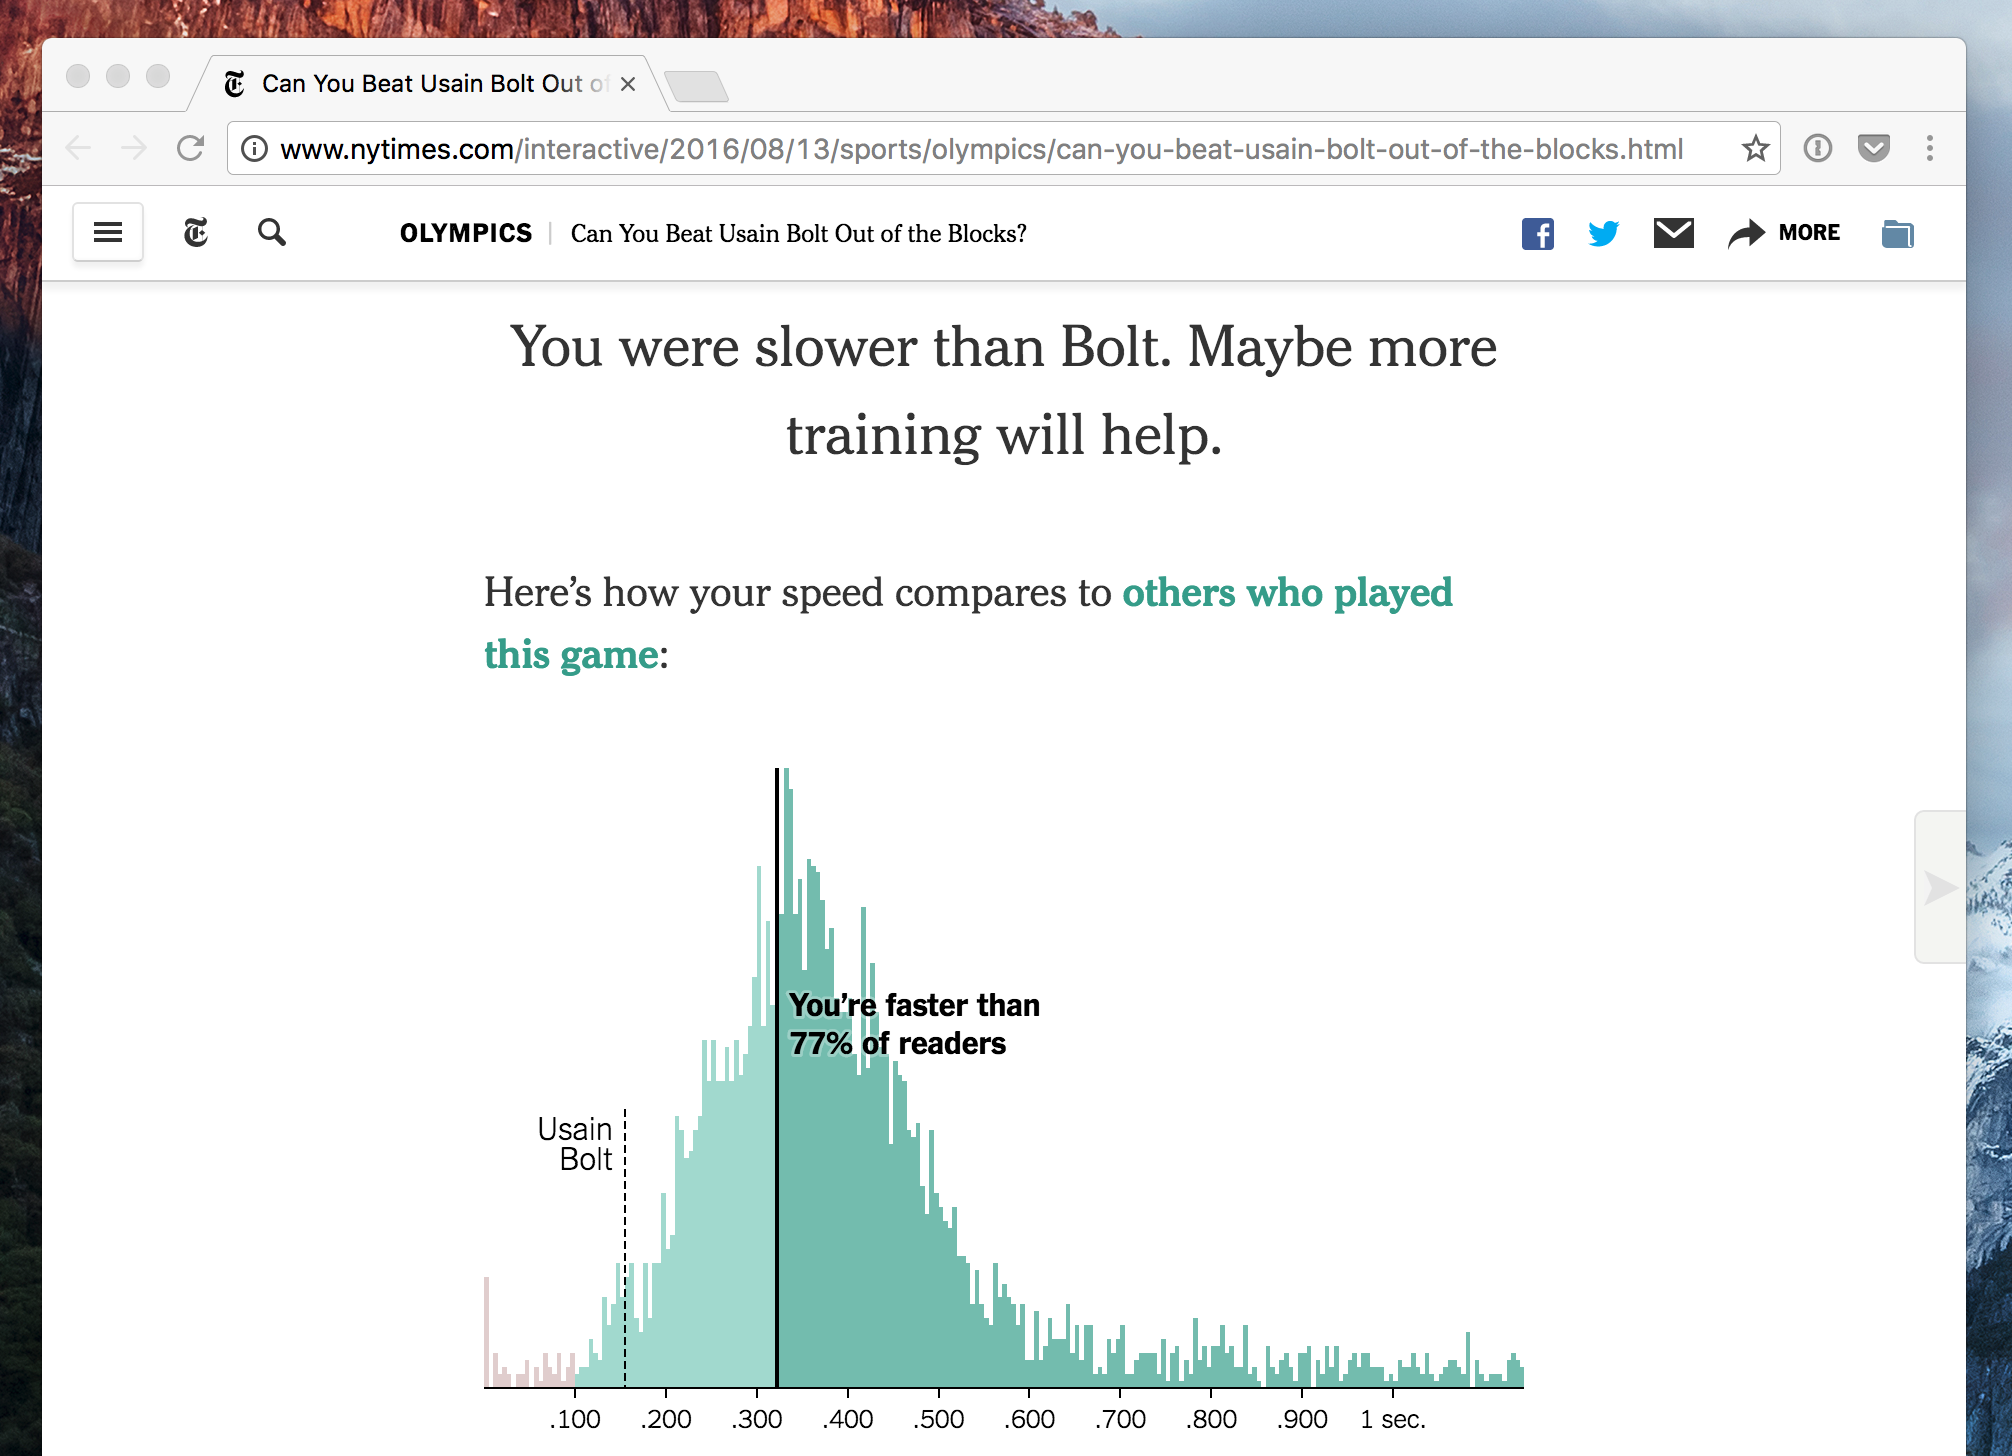 Can You Beat Usain Bolt Out of
www.nytimes.com/interactive/2016/08/13/sports/olympics/can-you-beat-usain-bolt-out-of-the-blocks.html
OLYMPICS | Can You Beat Usain Bolt Out of the Blocks?
MORE
You were slower than Bolt. Maybe more
training will help.
Here’s how your speed compares to others who played
this game:
You’re faster than
77% of readers
Usain
Bolt
.100 .200 .300 .400 .500 .600 .700 .800 .900 1 sec.